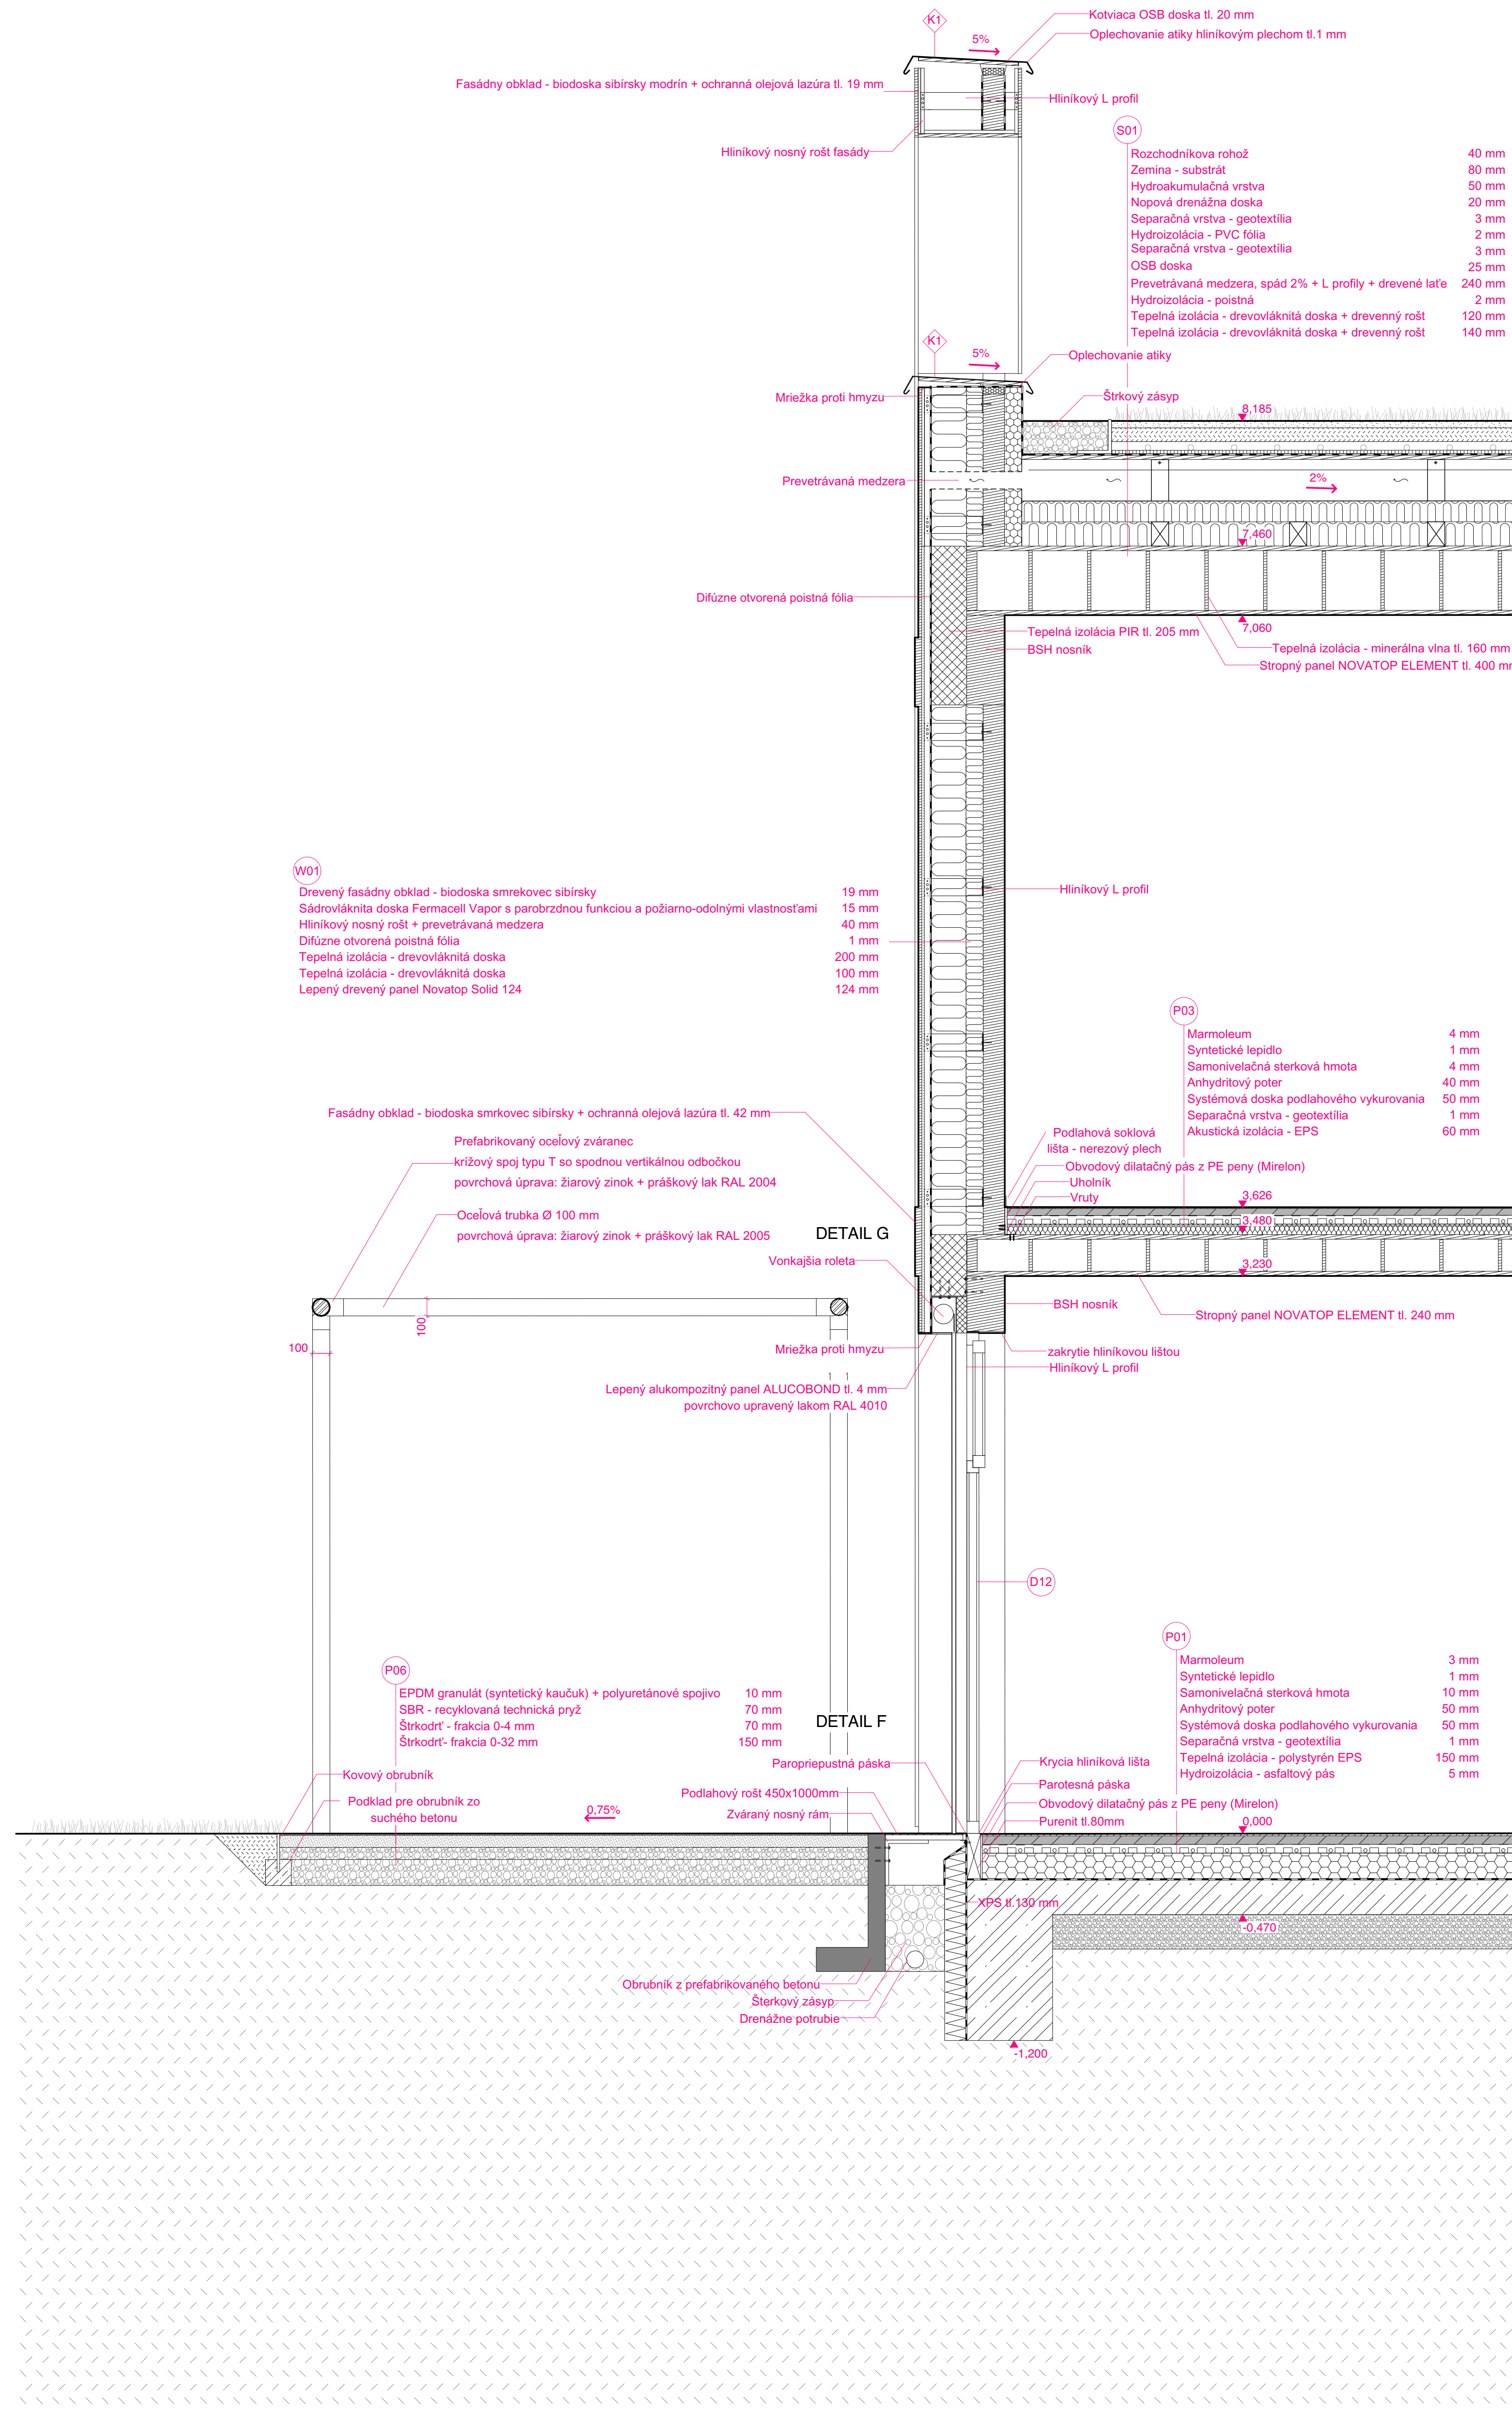 K1
Kotviaca OSB doska tl. 20 mm
5%
Oplechovanie atiky hliníkovým plechom tl.1 mm
Fasádny obklad - biodoska sibírsky modrín + ochranná olejová lazúra tl. 19 mm
Hliníkový L profil
Hliníkový nosný rošt fasády
S01
Rozchodníkova rohož 40 mm
Zemina - substrát 80 mm
Hydroakumulačná vrstva 50 mm
Nopová drenážna doska 20 mm
Separačná vrstva - geotextília 3 mm
Hydroizolácia - PVC fólia 2 mm
Separačná vrstva - geotextília 3 mm
OSB doska 25 mm
Prevetrávaná medzera, spád 2% + L profily + drevené laťe 240 mm
Hydroizolácia - poistná 2 mm
Tepelná izolácia - drevovláknitá doska + drevenný rošt 120 mm
Tepelná izolácia - drevovláknitá doska + drevenný rošt 140 mm
K1
5%
Oplechovanie atiky
Mriežka proti hmyzu
Štrkový zásyp
8,185
Prevetrávaná medzera
2%
7,460
Difúzne otvorená poistná fólia
7,060
Tepelná izolácia PIR tl. 205 mm
BSH nosník
Tepelná izolácia - minerálna vlna tl. 160 mm
Stropný panel NOVATOP ELEMENT tl. 400 mm
W01
Drevený fasádny obklad - biodoska smrekovec sibírsky 19 mm
Sádrovláknita doska Fermacell Vapor s parobrzdnou funkciou a požiarno-odolnými vlastnosťami 15 mm
Hliníkový nosný rošt + prevetrávaná medzera 40 mm
Difúzne otvorená poistná fólia 1 mm
Tepelná izolácia - drevovláknitá doska 200 mm
Tepelná izolácia - drevovláknitá doska 100 mm
Lepený drevený panel Novatop Solid 124 124 mm
Hliníkový L profil
P03
Marmoleum 4 mm
Syntetické lepidlo 1 mm
Samonivelačná sterková hmota 4 mm
Anhydritový poter 40 mm
Systémová doska podlahového vykurovania 50 mm
Separačná vrstva - geotextília 1 mm
Akustická izolácia - EPS 60 mm
Fasádny obklad - biodoska smrkovec sibírsky + ochranná olejová lazúra tl. 42 mm
Prefabrikovaný oceľový zváranec
krížový spoj typu T so spodnou vertikálnou odbočkou
povrchová úprava: žiarový zinok + práškový lak RAL 2004
Oceľová trubka Ø 100 mm
povrchová úprava: žiarový zinok + práškový lak RAL 2005
Podlahová soklová
lišta - nerezový plech
Obvodový dilatačný pás z PE peny (Mirelon)
Uholník
Vruty
3,626
3,480
3,230
DETAIL G
Vonkajšia roleta
BSH nosník
Stropný panel NOVATOP ELEMENT tl. 240 mm
100
100
Mriežka proti hmyzu
zakrytie hliníkovou lištou
Hliníkový L profil
Lepený alukompozitný panel ALUCOBOND tl. 4 mm
povrchovo upravený lakom RAL 4010
D12
P01
Marmoleum 3 mm
Syntetické lepidlo 1 mm
Samonivelačná sterková hmota 10 mm
Anhydritový poter 50 mm
Systémová doska podlahového vykurovania 50 mm
Separačná vrstva - geotextília 1 mm
Tepelná izolácia - polystyrén EPS 150 mm
Hydroizolácia - asfaltový pás 5 mm
P06
EPDM granulát (syntetický kaučuk) + polyuretánové spojivo 10 mm
SBR - recyklovaná technická pryž 70 mm
Štrkodrť - frakcia 0-4 mm 70 mm
Štrkodrť- frakcia 0-32 mm 150 mm
DETAIL F
Paropriepustná páska
Krycia hliníková lišta
Kovový obrubník
Parotesná páska
Podlahový rošt 450x1000mm
Podklad pre obrubník zo
suchého betonu
Obvodový dilatačný pás z PE peny (Mirelon)
0,75%
Zváraný nosný rám
Purenit tl.80mm
0,000
XPS tl.130 mm
-0,470
Obrubník z prefabrikovaného betonu
Šterkový zásyp
Drenážne potrubie
-1,200